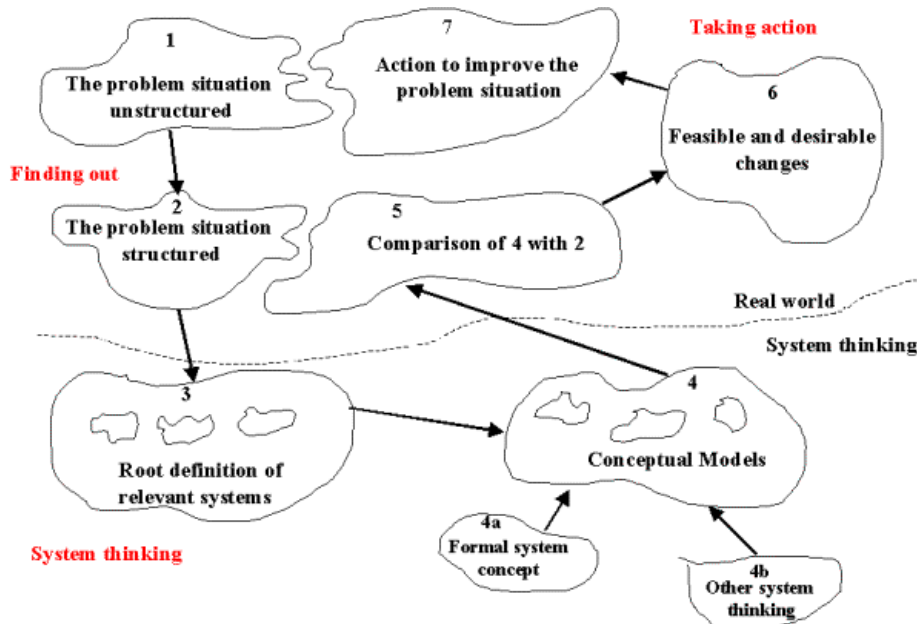 1
The problem situation
unstructured
7
Action to improve the
problem situation
Taking action
6
Feasible and desirable
changes
Finding out
2
The problem situation
structured
5
Comparison of 4 with 2
Real world
System thinking
3
Root definition of
relevant systems
4
Conceptual Models
4a
Formal system
concept
4b
Other system
thinking
System thinking